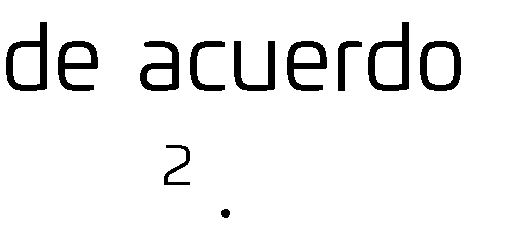 de acuerdo
2 .